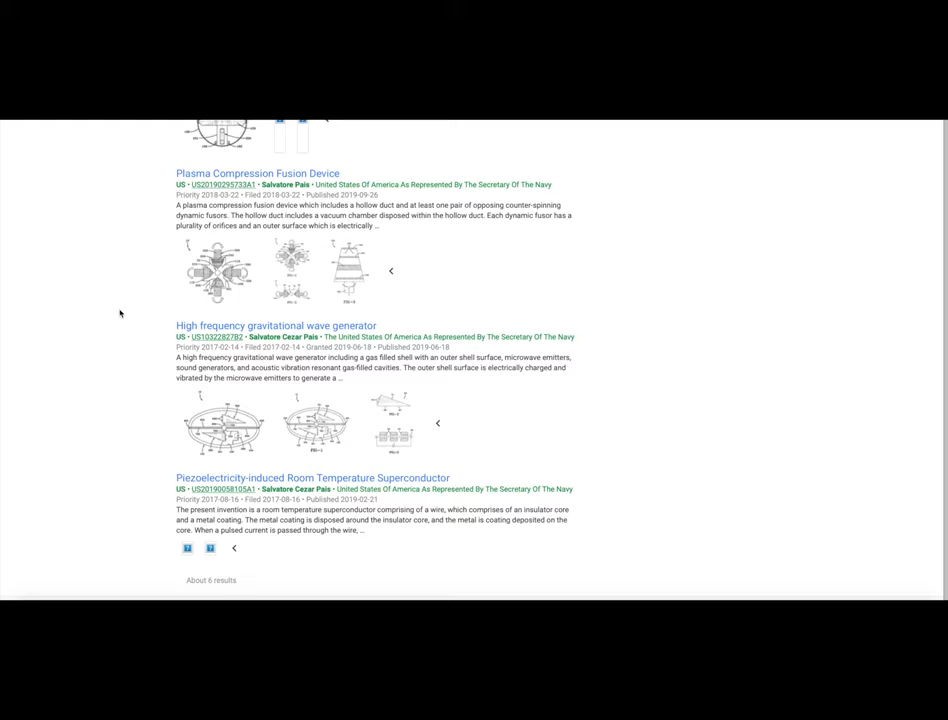 Plasma Compression Fusion Device
US • US20190295733A1 • Salvatore Pais • United States Of America As Represented By The Secretary Of The Navy
Priority 2018-03-22 • Filed 2018-03-22 • Published 2019-09-26
A plasma compression fusion device which includes a hollow duct and at least one pair of opposing counter-spinning
dynamic fusors. The hollow duct includes a vacuum chamber disposed within the hollow duct. Each dynamic fusor has a
plurality of orifices and an outer surface which is electrically ...
High frequency gravitational wave generator
US • US10322827B2 • Salvatore Cezar Pais • The United States Of America As Represented By The Secretary Of The Navy
Priority 2017-02-14 • Filed 2017-02-14 • Granted 2019-06-18 • Published 2019-06-18
A high frequency gravitational wave generator including a gas filled shell with an outer shell surface, microwave emitters,
sound generators, and acoustic vibration resonant gas-filled cavities. The outer shell surface is electrically charged and
vibrated by the microwave emitters to generate a ...
Piezoelectricity-induced Room Temperature Superconductor
US • US20190058105A1 • Salvatore Cezar Pais • United States Of America As Represented By The Secretary Of The Navy
Priority 2017-08-16 • Filed 2017-08-16 • Published 2019-02-21
The present invention is a room temperature superconductor comprising of a wire, which comprises of an insulator core
and a metal coating. The metal coating is disposed around the insulator core, and the metal is coating deposited on the
core. When a pulsed current is passed through the wire, ...
About 6 results